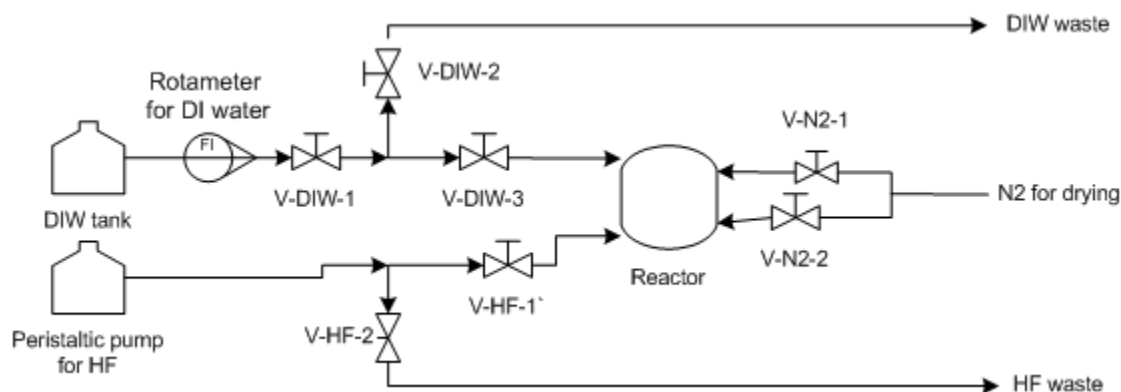 DIW waste
V-DIW-2
Rotameter
for DI water
V-N2-1
FI
V-DIW-1
V-DIW-3
N2 for drying
DIW tank
V-N2-2
Reactor
V-HF-1`
Peristaltic pump
for HF
V-HF-2
HF waste